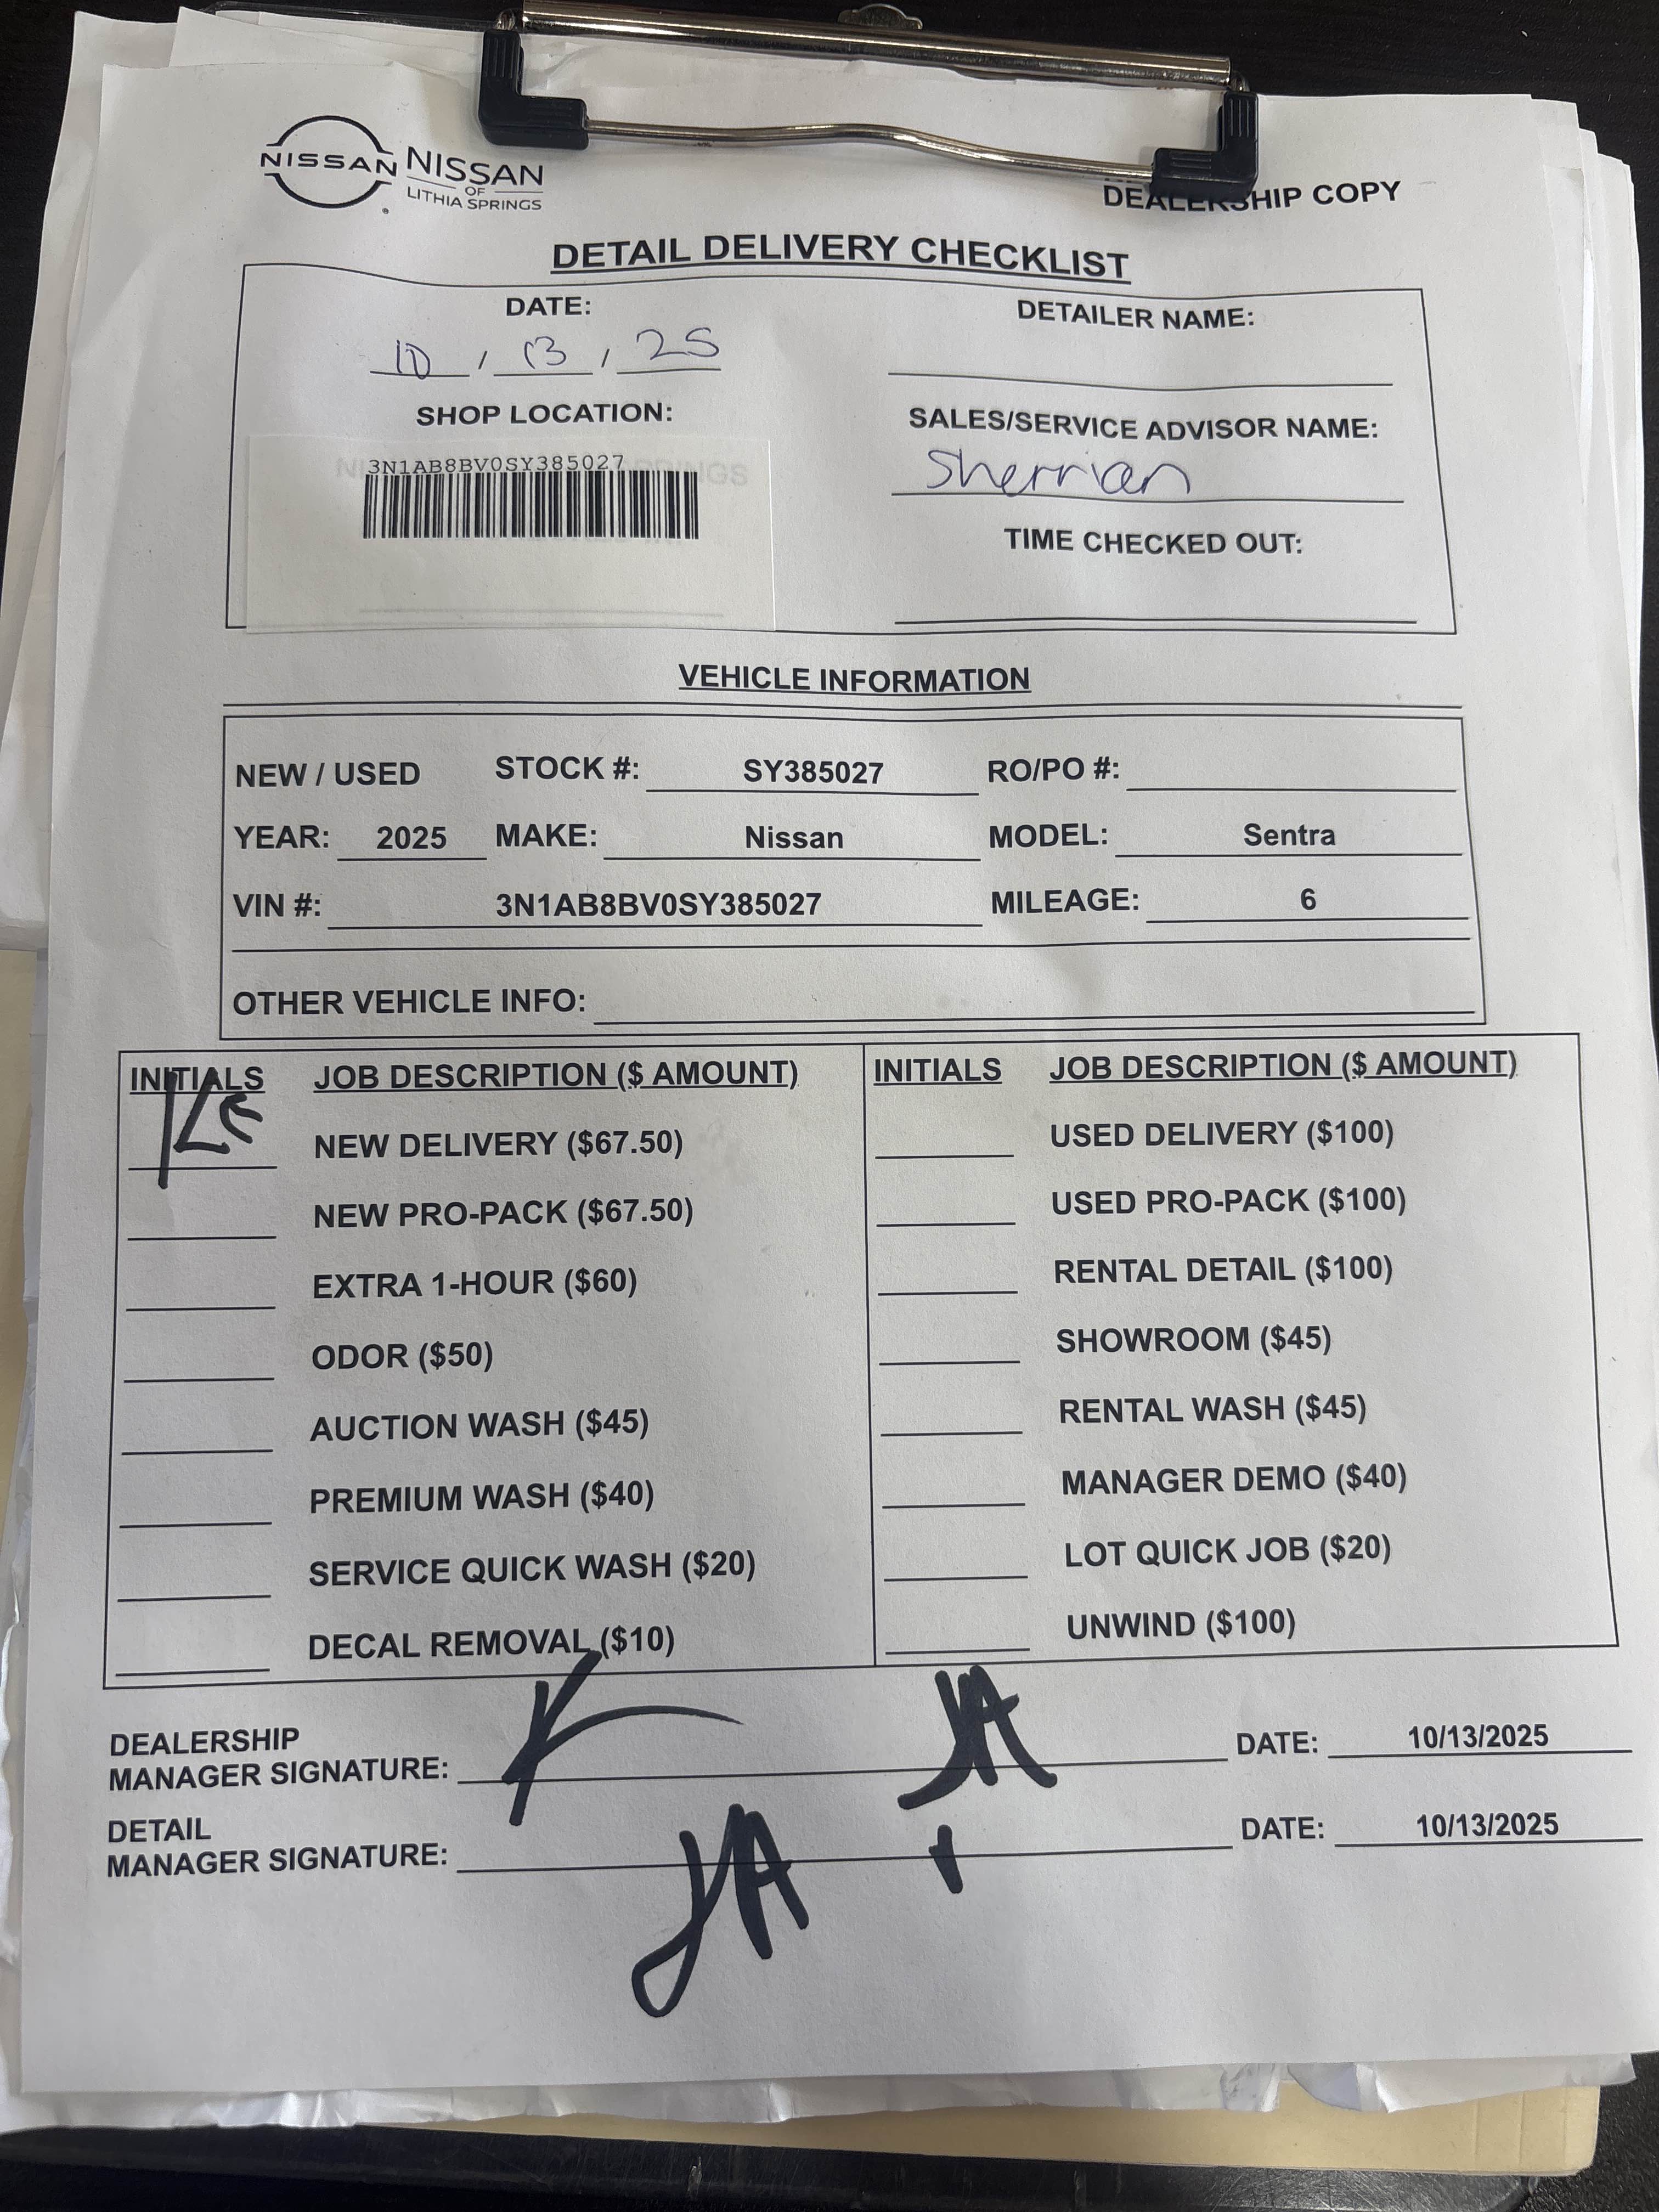 NISSAN NISSAN
OF
LITHIA SPRINGS
DEALERSHIP COPY
DETAIL DELIVERY CHECKLIST
DATE:
10 / 13 / 25
DETAILER NAME:
SHOP LOCATION:
3N1AB8BV0SY385027
SALES/SERVICE ADVISOR NAME:
Sherrian
TIME CHECKED OUT:
VEHICLE INFORMATION
NEW / USED STOCK #: SY385027 RO/PO #:
YEAR: 2025 MAKE: Nissan MODEL: Sentra
VIN #: 3N1AB8BV0SY385027 MILEAGE: 6
OTHER VEHICLE INFO:
INITIALS JOB DESCRIPTION ($ AMOUNT)
NEW DELIVERY ($67.50)
NEW PRO-PACK ($67.50)
EXTRA 1-HOUR ($60)
ODOR ($50)
AUCTION WASH ($45)
PREMIUM WASH ($40)
SERVICE QUICK WASH ($20)
DECAL REMOVAL ($10)
INITIALS JOB DESCRIPTION ($ AMOUNT)
USED DELIVERY ($100)
USED PRO-PACK ($100)
RENTAL DETAIL ($100)
SHOWROOM ($45)
RENTAL WASH ($45)
MANAGER DEMO ($40)
LOT QUICK JOB ($20)
UNWIND ($100)
DEALERSHIP
MANAGER SIGNATURE: K JA DATE: 10/13/2025
DETAIL
MANAGER SIGNATURE: JA DATE: 10/13/2025